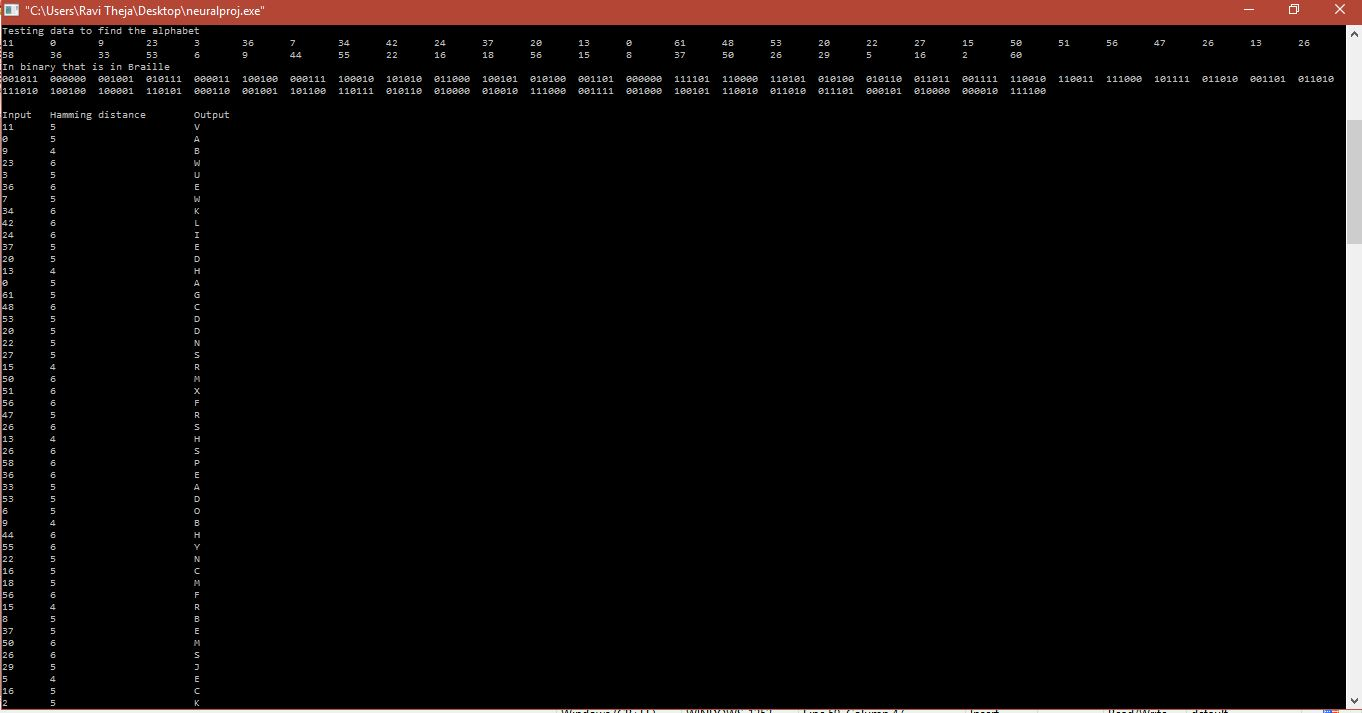 "C:\Users\Ravi Theja\Desktop\neuralproj.exe"
Testing data to find the alphabet
11 0 9 23 3 36 7 34 42 24 37 20 13 0 61 48 53 20 22 27 15 50 51 56 47 26 13 26
58 36 33 53 6 9 44 55 22 16 18 56 15 8 37 50 26 29 5 16 2 60
In binary that is in Braille
001011 000000 001001 010111 000011 100100 000111 100010 101010 011000 100101 010100 001101 000000 111101 110000 110101 010100 010110 011011 001111 110010 110011 111000 101111 011010 001101 011010
111010 100100 100001 110101 000110 001001 101100 110111 010110 010000 010010 111000 001111 001000 100101 110010 011010 011101 000101 010000 000010 111100
Input Hamming distance Output
11 5 V
0 5 A
9 4 B
23 6 W
3 5 U
36 6 E
7 5 W
34 6 K
42 6 L
24 6 I
37 5 E
20 5 D
13 4 H
0 5 A
61 5 G
48 6 C
53 5 D
20 5 D
22 5 N
27 5 S
15 4 R
50 6 M
51 6 X
56 6 F
47 5 R
26 6 S
13 4 H
26 6 S
58 6 P
36 6 E
33 5 A
53 5 D
6 5 O
9 4 B
44 6 H
55 6 Y
22 5 N
16 5 C
18 5 M
56 6 F
15 4 R
8 5 B
37 5 E
50 6 M
26 6 S
29 5 J
5 4 E
16 5 C
2 5 K